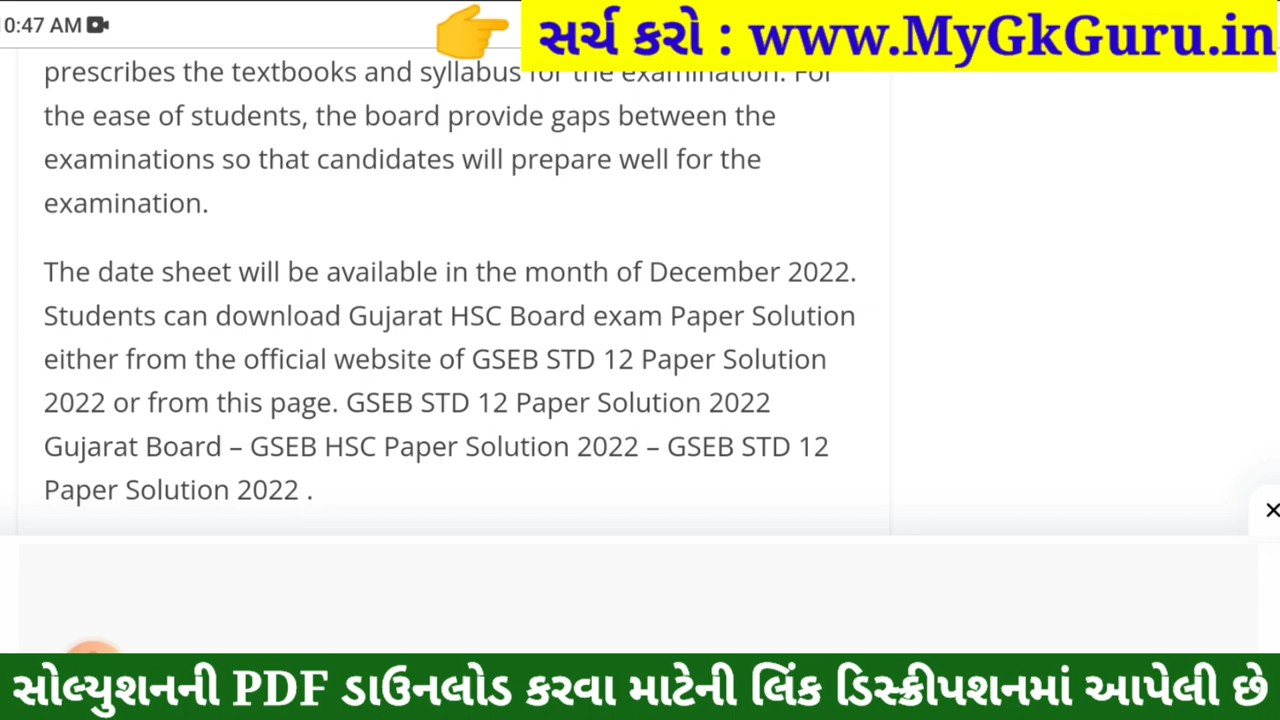 0:47 AM
👉 સર્ચ કરો : www.MyGkGuru.in
prescribes the textbooks and syllabus for the examination. For
the ease of students, the board provide gaps between the
examinations so that candidates will prepare well for the
examination.
The date sheet will be available in the month of December 2022.
Students can download Gujarat HSC Board exam Paper Solution
either from the official website of GSEB STD 12 Paper Solution
2022 or from this page. GSEB STD 12 Paper Solution 2022
Gujarat Board – GSEB HSC Paper Solution 2022 – GSEB STD 12
Paper Solution 2022 .
સોલ્યુશનની PDF ડાઉનલોડ કરવા માટેની લિંક ડિસ્ક્રીપશનમાં આપેલી છે